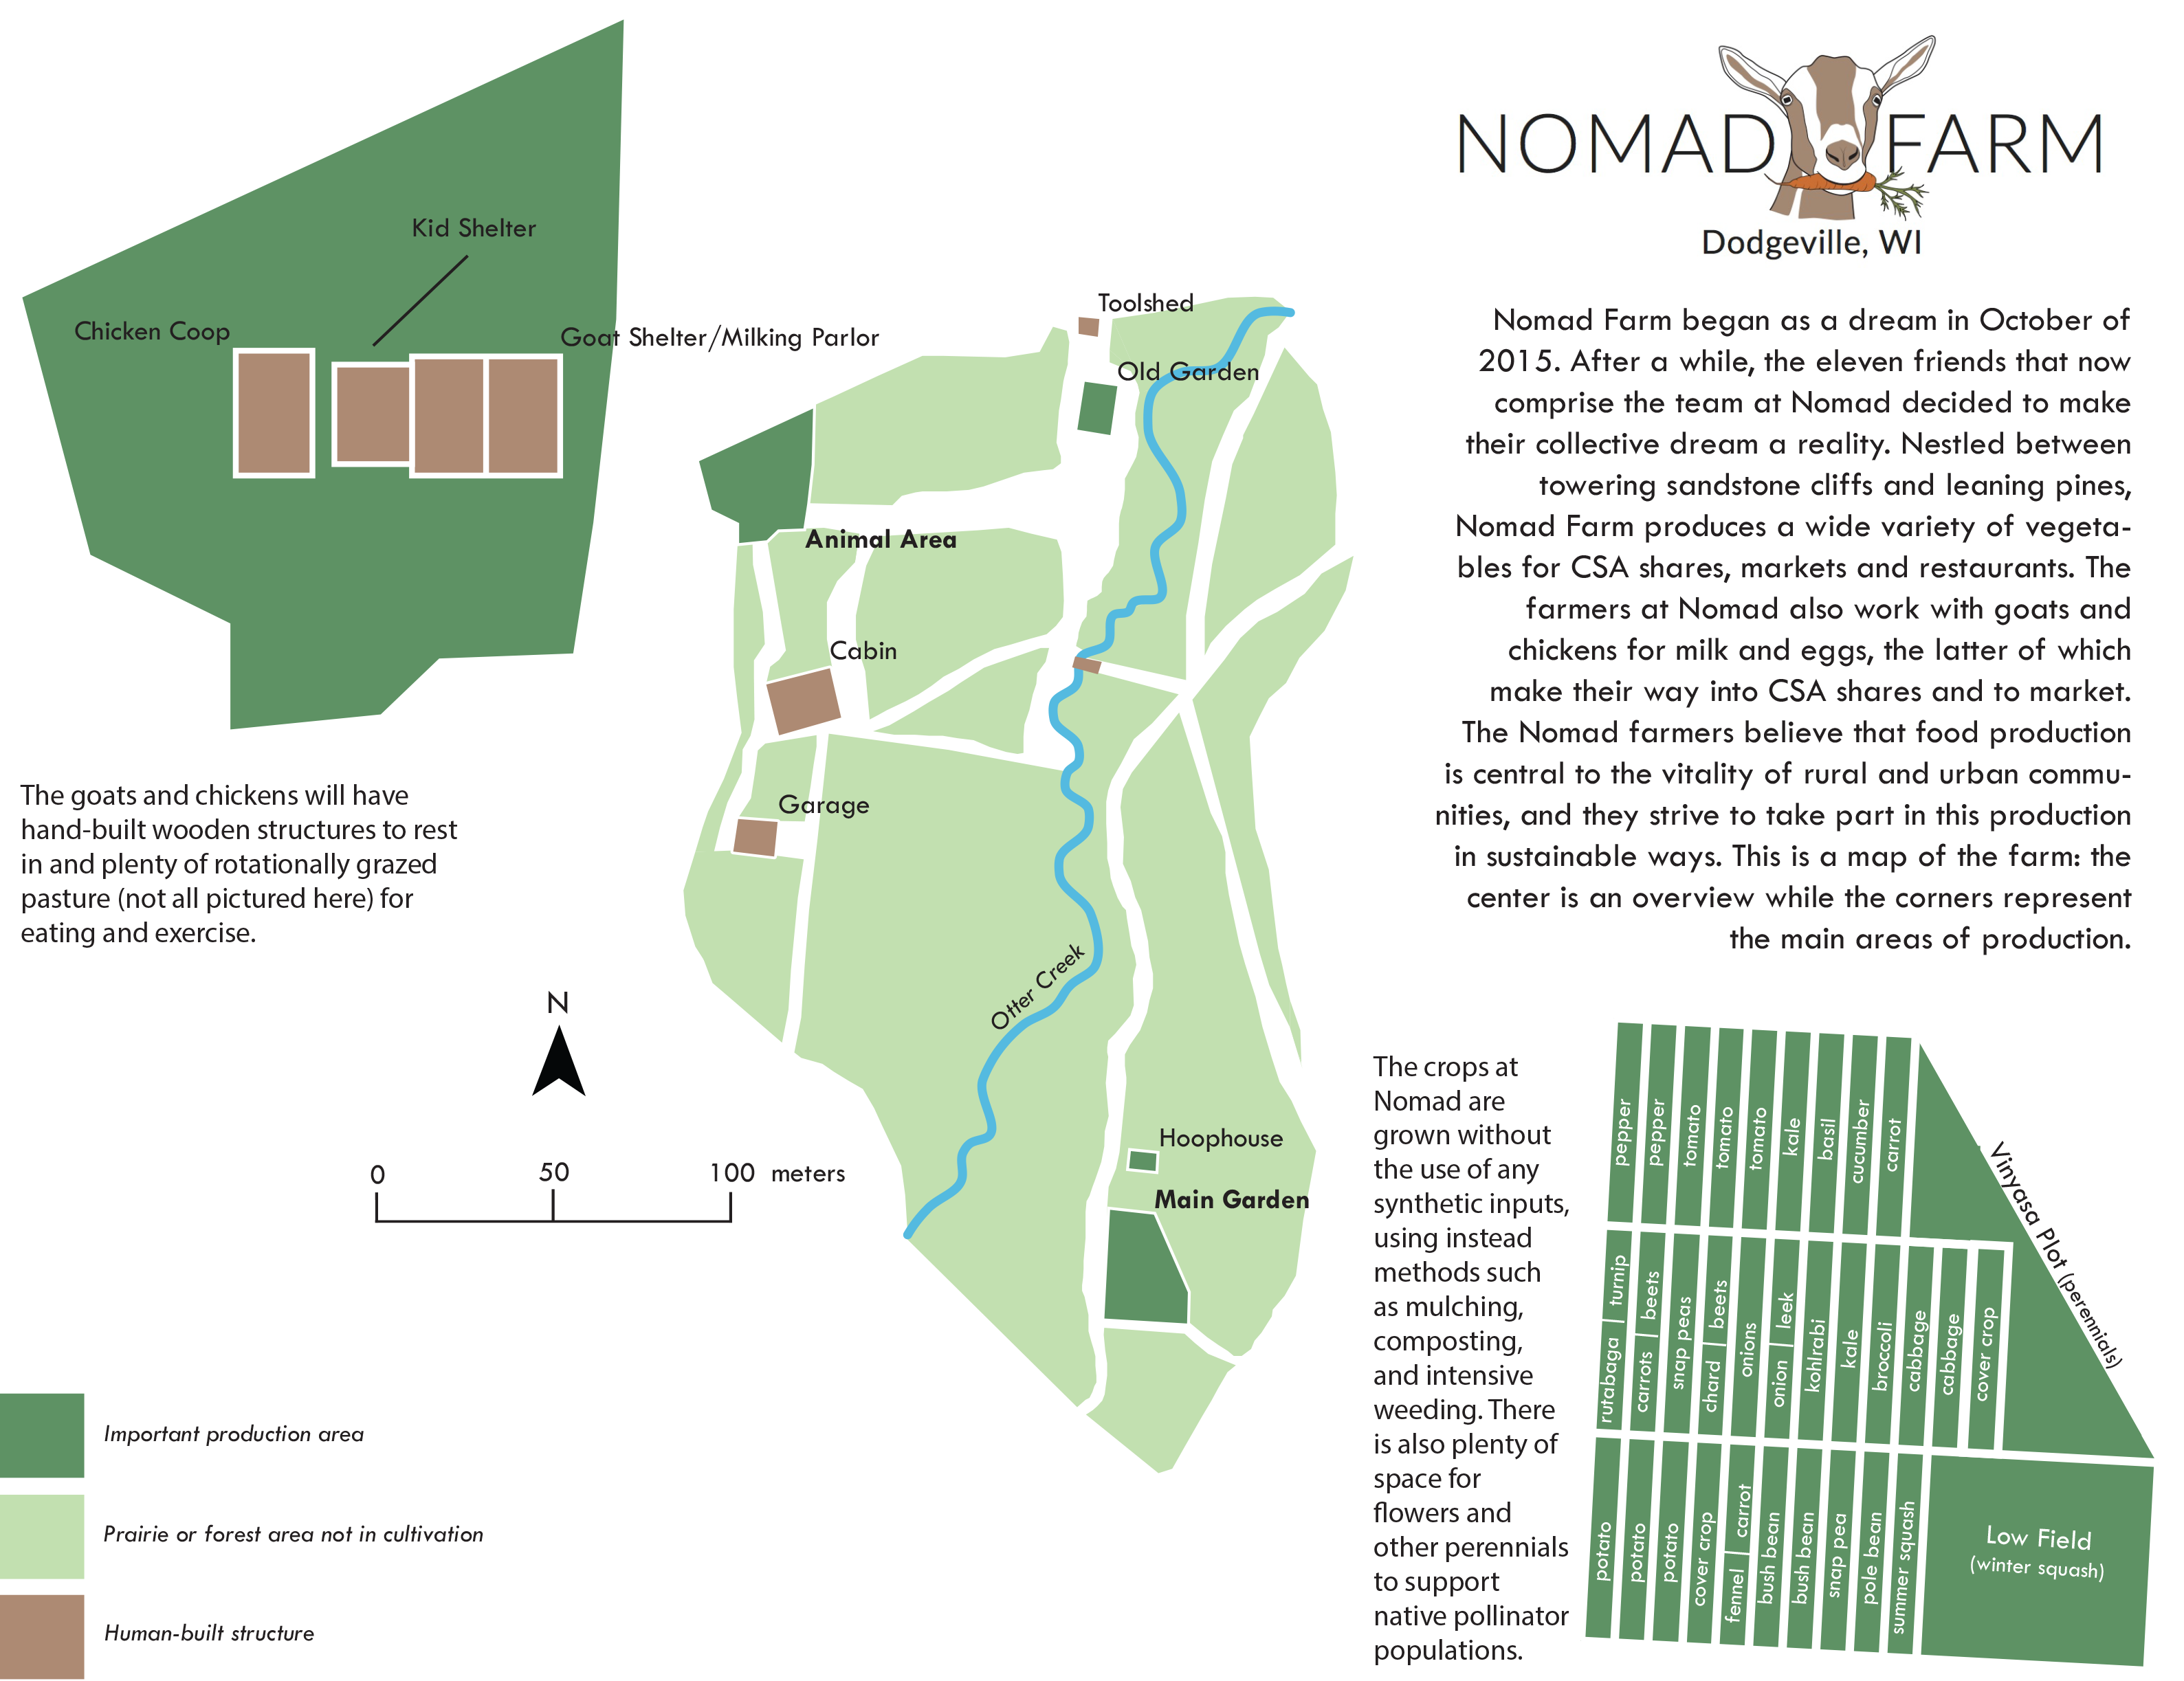 NOMAD FARM
Dodgeville, WI
Nomad Farm began as a dream in October of
2015. After a while, the eleven friends that now
comprise the team at Nomad decided to make
their collective dream a reality. Nestled between
towering sandstone cliffs and leaning pines,
Nomad Farm produces a wide variety of vegeta-
bles for CSA shares, markets and restaurants. The
farmers at Nomad also work with goats and
chickens for milk and eggs, the latter of which
make their way into CSA shares and to market.
The Nomad farmers believe that food production
is central to the vitality of rural and urban commu-
nities, and they strive to take part in this production
in sustainable ways. This is a map of the farm: the
center is an overview while the corners represent
the main areas of production.
Kid Shelter
Chicken Coop
Goat Shelter/Milking Parlor
The goats and chickens will have
hand-built wooden structures to rest
in and plenty of rotationally grazed
pasture (not all pictured here) for
eating and exercise.
Toolshed
Old Garden
Animal Area
Cabin
Garage
Otter Creek
Hoophouse
Main Garden
N
0 50 100 meters
Important production area
Prairie or forest area not in cultivation
Human-built structure
The crops at
Nomad are
grown without
the use of any
synthetic inputs,
using instead
methods such
as mulching,
composting,
and intensive
weeding. There
is also plenty of
space for
flowers and
other perennials
to support
native pollinator
populations.
pepper
pepper
tomato
tomato
tomato
kale
basil
cucumber
carrot
Vinyasa Plot (perennials)
rutabaga | turnip
carrots | beets
snap peas
chard | beets
onions
onion | leek
kohlrabi
kale
broccoli
cabbage
cabbage
cover crop
potato
potato
potato
cover crop
fennel | carrot
bush bean
bush bean
snap pea
pole bean
summer squash
Low Field
(winter squash)